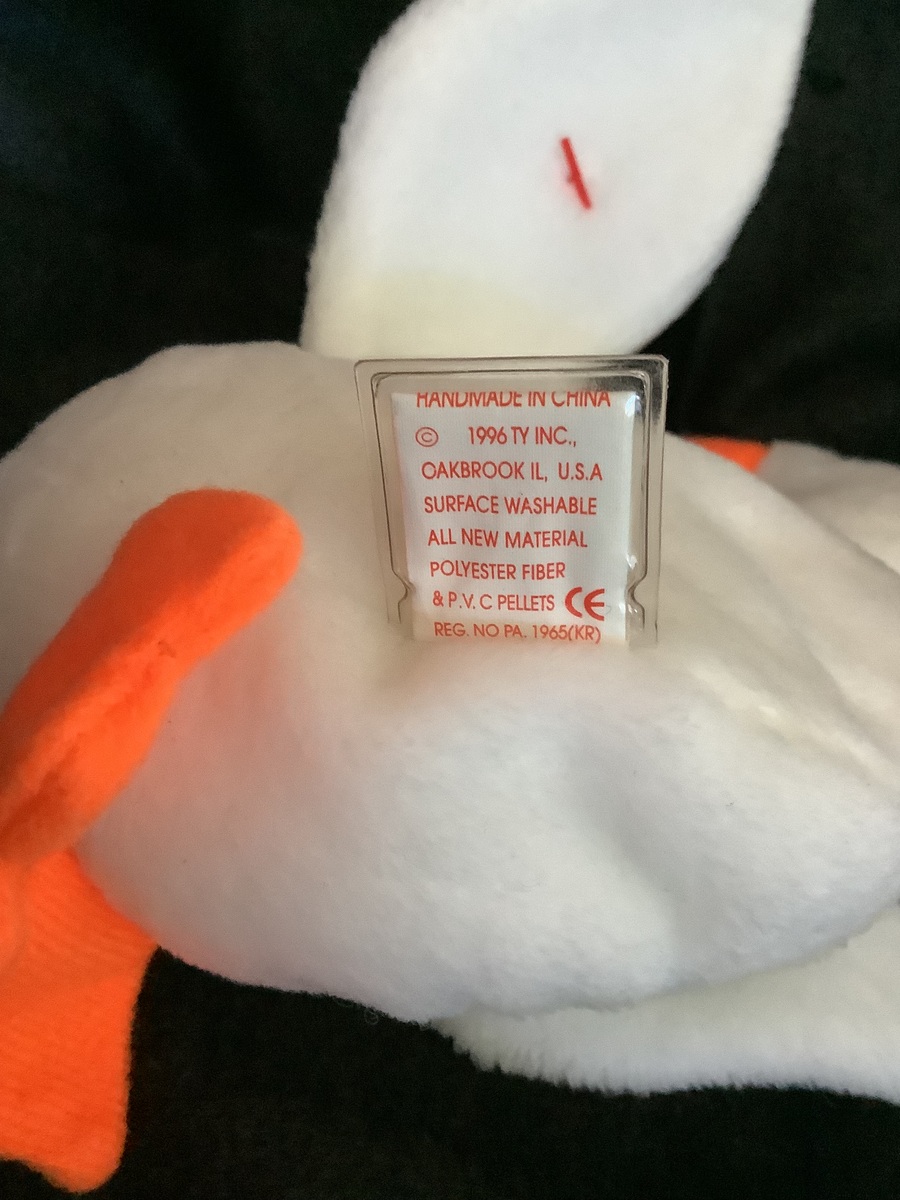 HANDMADE IN CHINA
© 1996 TY INC.,
OAKBROOK IL, U.S.A
SURFACE WASHABLE
ALL NEW MATERIAL
POLYESTER FIBER
& P.V. C PELLETS CE
REG. NO PA. 1965(KR)